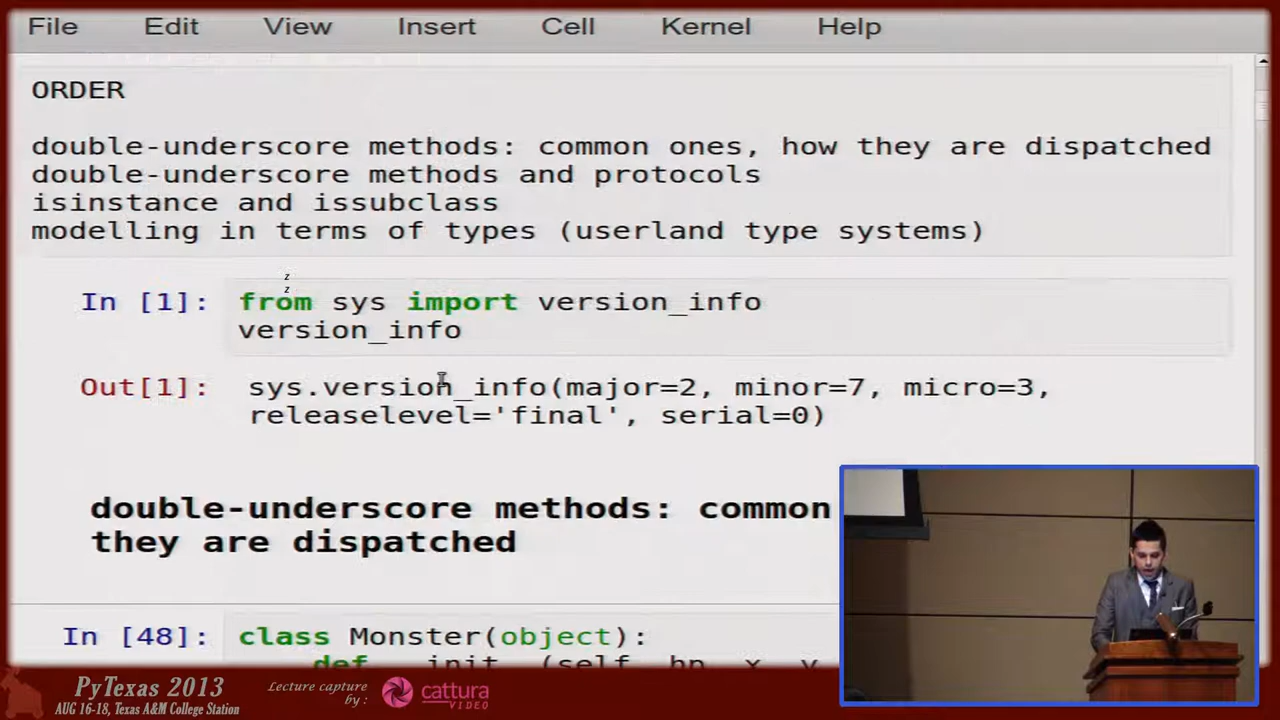 File Edit View Insert Cell Kernel Help
ORDER
double-underscore methods: common ones, how they are dispatched
double-underscore methods and protocols
isinstance and issubclass
modelling in terms of types (userland type systems)
z
z
In [1]: from sys import version_info
version_info
Out[1]: sys.version_info(major=2, minor=7, micro=3,
releaselevel='final', serial=0)
double-underscore methods: common
they are dispatched
In [48]: class Monster(object):
def __init__(self, hp, x, y
PyTexas 2013
AUG 16-18, Texas A&M College Station
Lecture capture
by :
cattura
VIDEO